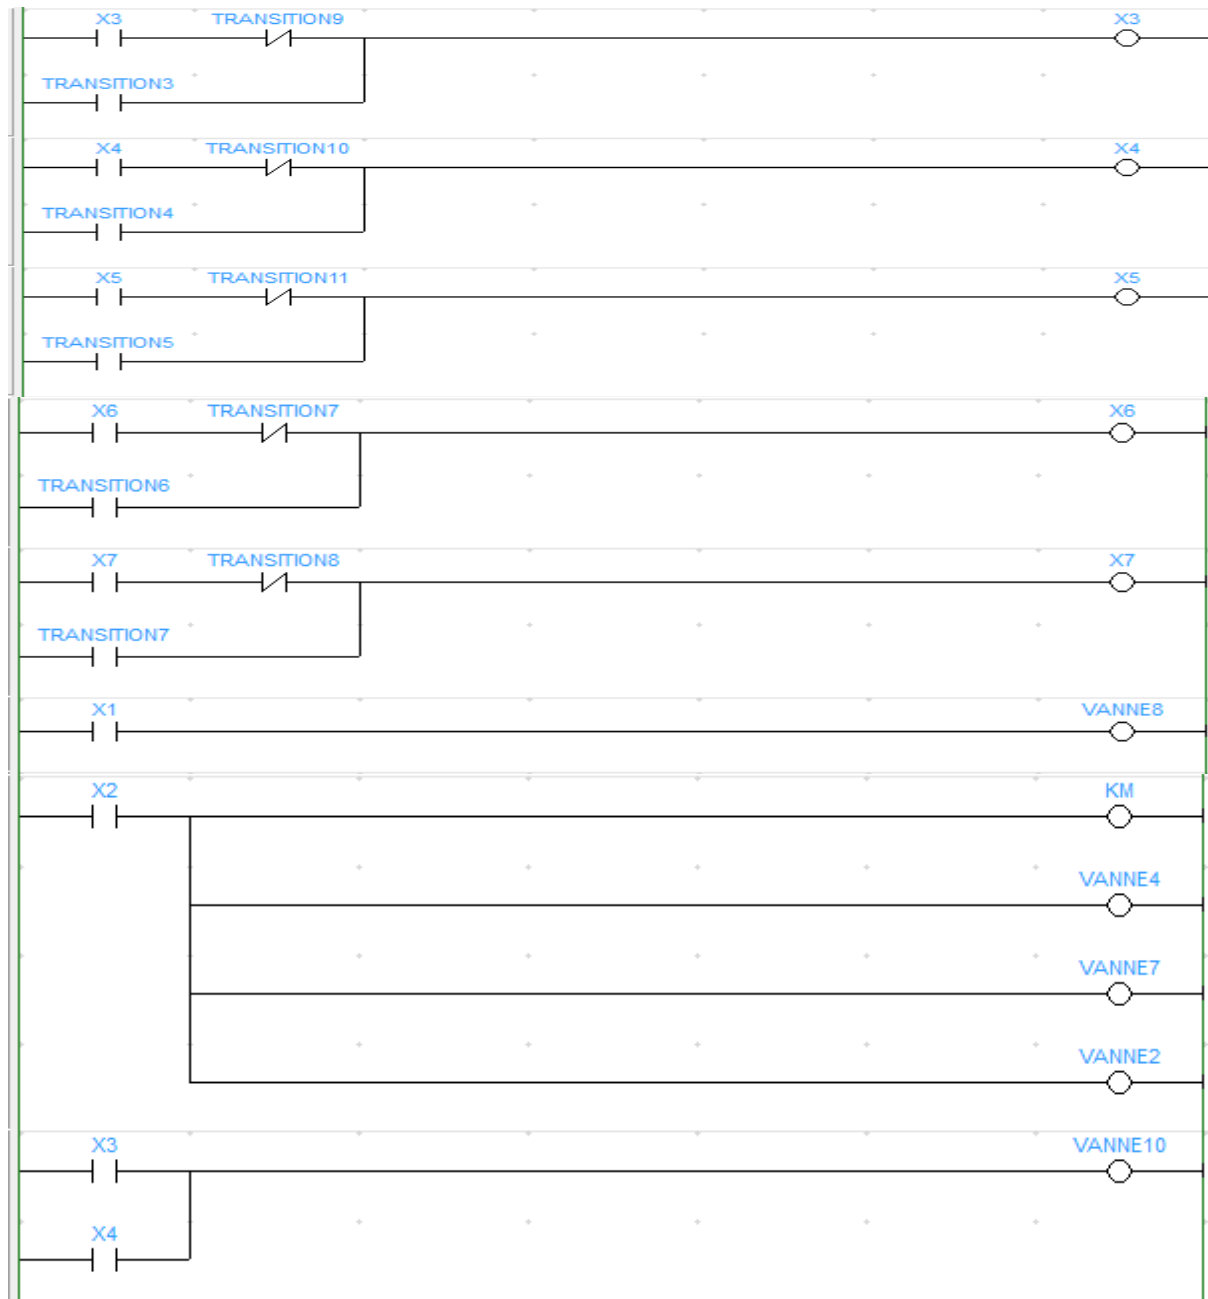 X3 TRANSITION9 X3
TRANSITION3
X4 TRANSITION10 X4
TRANSITION4
X5 TRANSITION11 X5
TRANSITION5
X6 TRANSITION7 X6
TRANSITION6
X7 TRANSITION8 X7
TRANSITION7
X1 VANNE8
X2 KM
VANNE4
VANNE7
VANNE2
X3 VANNE10
X4